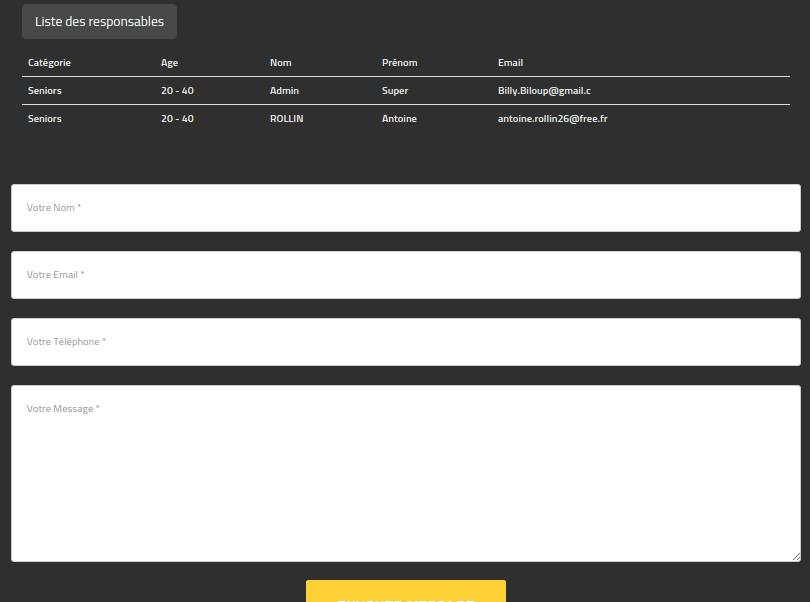 Liste des responsables
Catégorie Age Nom Prénom Email
Seniors 20 - 40 Admin Super Billy.Biloup@gmail.c
Seniors 20 - 40 ROLLIN Antoine antoine.rollin26@free.fr
Votre Nom *
Votre Email *
Votre Téléphone *
Votre Message *